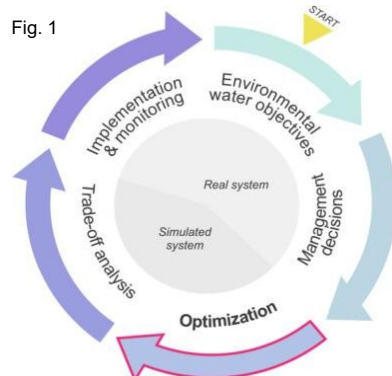 Fig. 1
START
Environmental
water objectives
Management
decisions
Optimization
Trade-off analysis
Implementation
& monitoring
Real system
Simulated
system